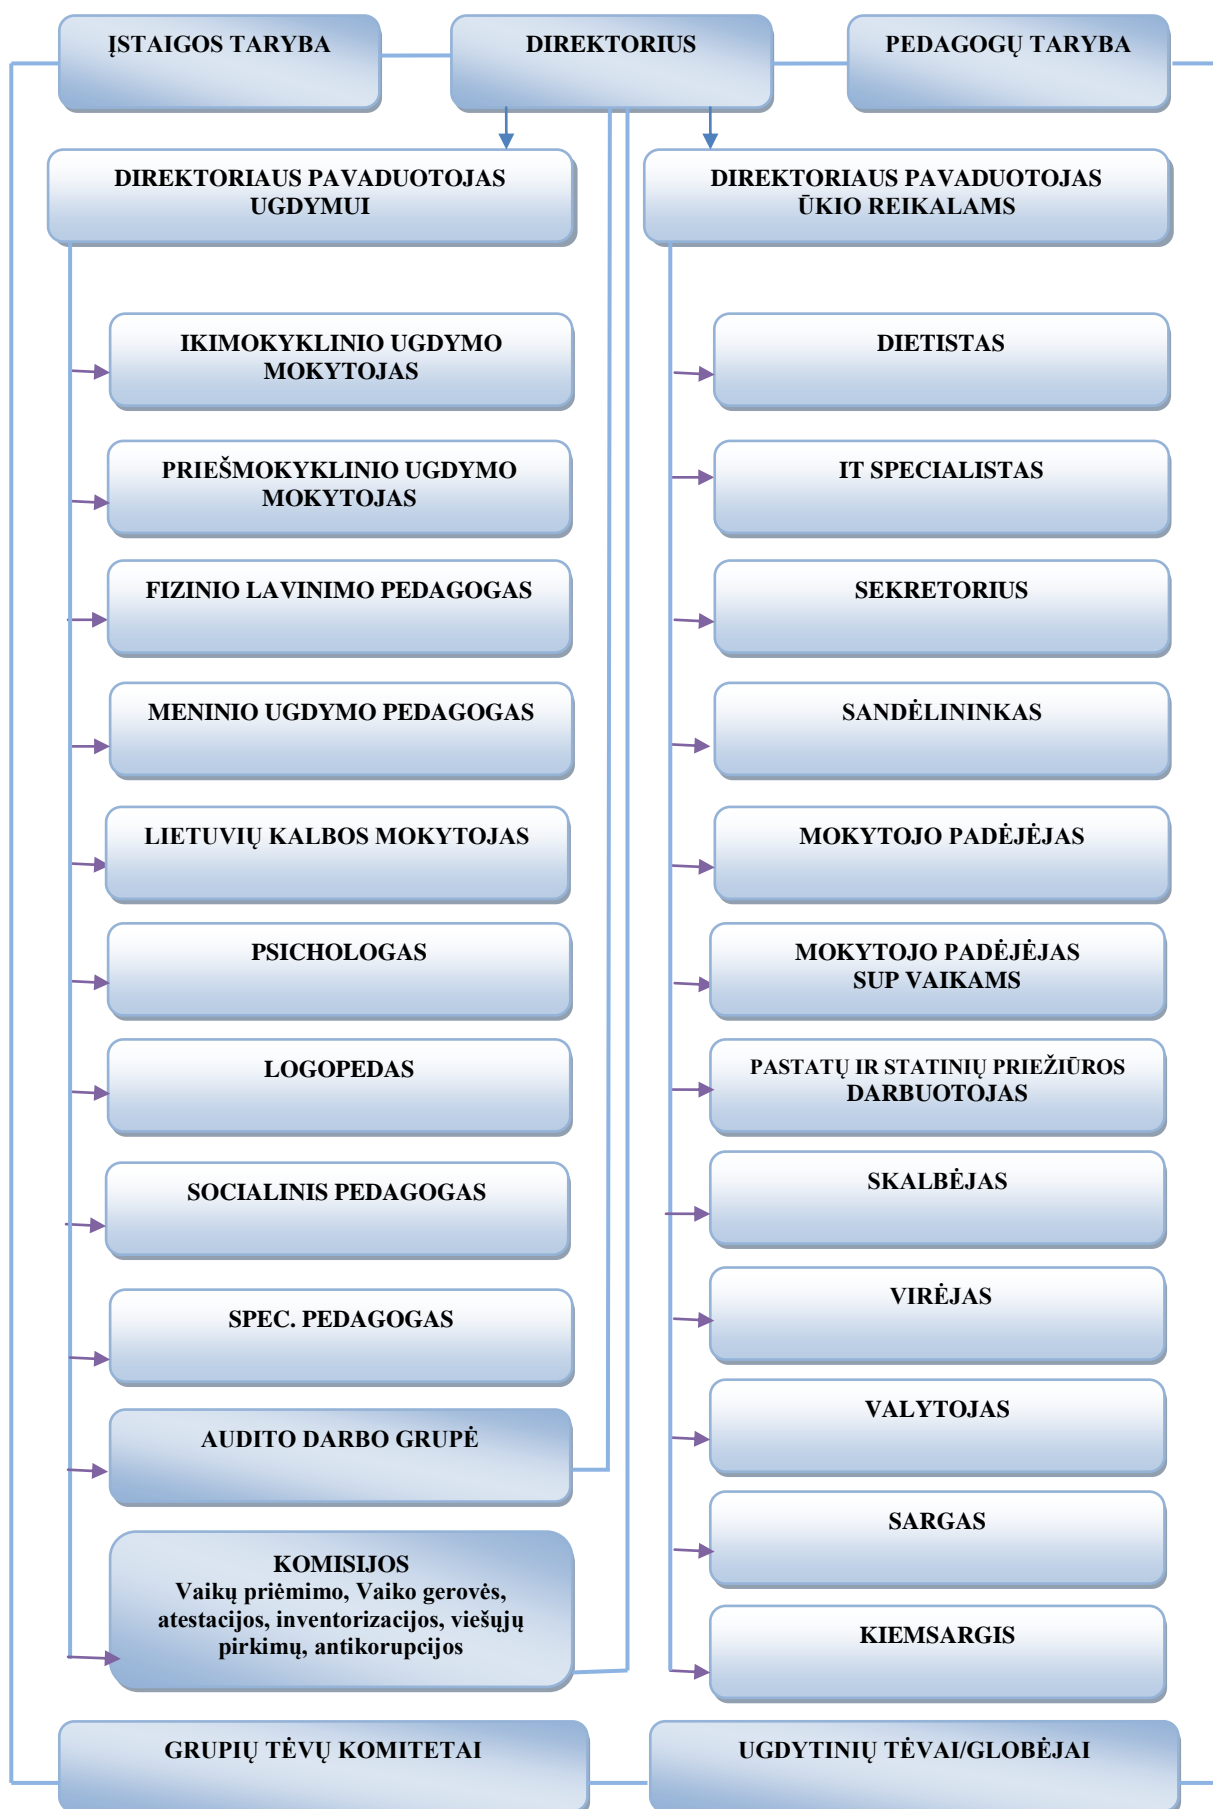 ĮSTAIGOS TARYBA
DIREKTORIUS
PEDAGOGŲ TARYBA
DIREKTORIAUS PAVADUOTOJAS
UGDYMUI
DIREKTORIAUS PAVADUOTOJAS
ŪKIO REIKALAMS
IKIMOKYKLINIO UGDYMO
MOKYTOJAS
PRIEŠMOKYKLINIO UGDYMO
MOKYTOJAS
FIZINIO LAVINIMO PEDAGOGAS
MENINIO UGDYMO PEDAGOGAS
LIETUVIŲ KALBOS MOKYTOJAS
PSICHOLOGAS
LOGOPEDAS
SOCIALINIS PEDAGOGAS
SPEC. PEDAGOGAS
AUDITO DARBO GRUPĖ
KOMISIJOS
Vaikų priėmimo, Vaiko gerovės,
atestacijos, inventorizacijos, viešųjų
pirkimų, antikorupcijos
DIETISTAS
IT SPECIALISTAS
SEKRETORIUS
SANDĖLININKAS
MOKYTOJO PADĖJĖJAS
MOKYTOJO PADĖJĖJAS
SUP VAIKAMS
PASTATŲ IR STATINIŲ PRIEŽIŪROS
DARBUOTOJAS
SKALBĖJAS
VIRĖJAS
VALYTOJAS
SARGAS
KIEMSARGIS
GRUPIŲ TĖVŲ KOMITETAI
UGDYTINIŲ TĖVAI/GLOBĖJAI